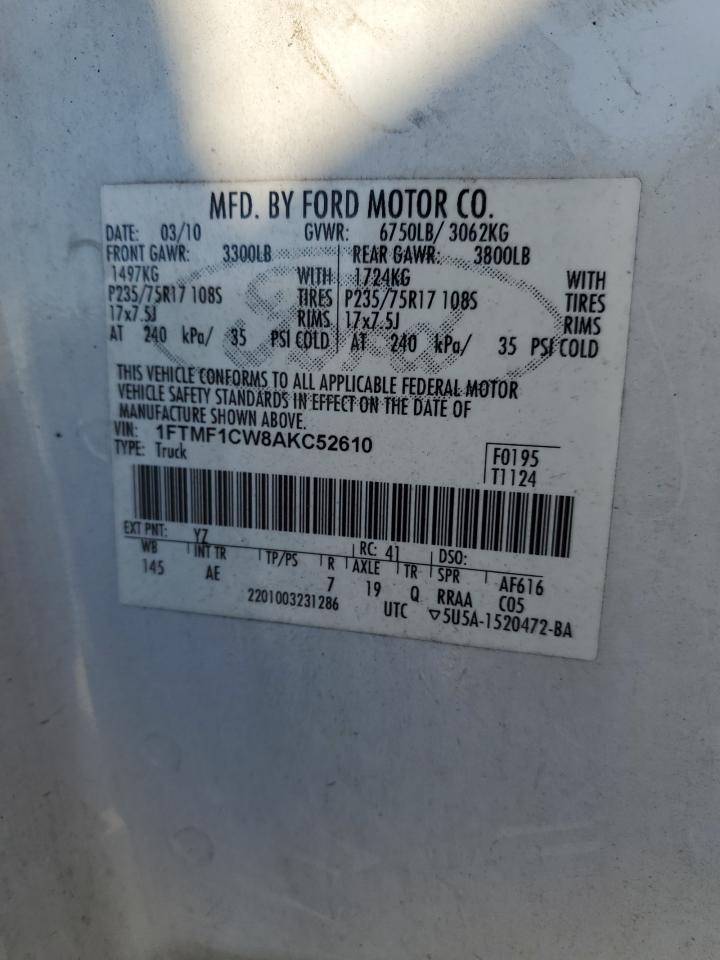 MFD. BY FORD MOTOR CO.
DATE: 03/10 GVWR: 6750LB/ 3062KG
FRONT GAWR: 3300LB REAR GAWR: 3800LB
1497KG WITH 1724KG WITH
P235/75R17 108S TIRES P235/75R17 108S TIRES
17x7.5J RIMS 17x7.5J RIMS
AT 240 kPa/ 35 PSI COLD AT 240 kPa/ 35 PSI COLD
THIS VEHICLE CONFORMS TO ALL APPLICABLE FEDERAL MOTOR
VEHICLE SAFETY STANDARDS IN EFFECT ON THE DATE OF
MANUFACTURE SHOWN ABOVE.
VIN: 1FTMF1CW8AKC52610
TYPE: Truck F0195
T1124
EXT PNT: YZ RC: 41 DSO:
WB INT TR TP/PS R AXLE TR SPR AF616
145 AE 7 19 Q RRAA C05
2201003231286 UTC ▽5U5A-1520472-BA